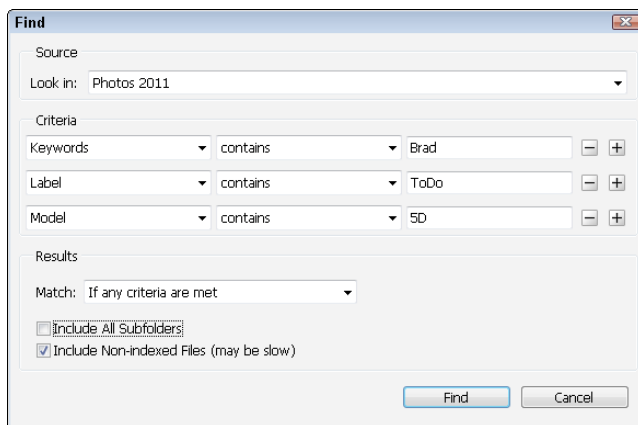 Find
Source
Look in: Photos 2011
Criteria
Keywords contains Brad
Label contains ToDo
Model contains 5D
Results
Match: If any criteria are met
Include All Subfolders
Include Non-indexed Files (may be slow)
Find Cancel